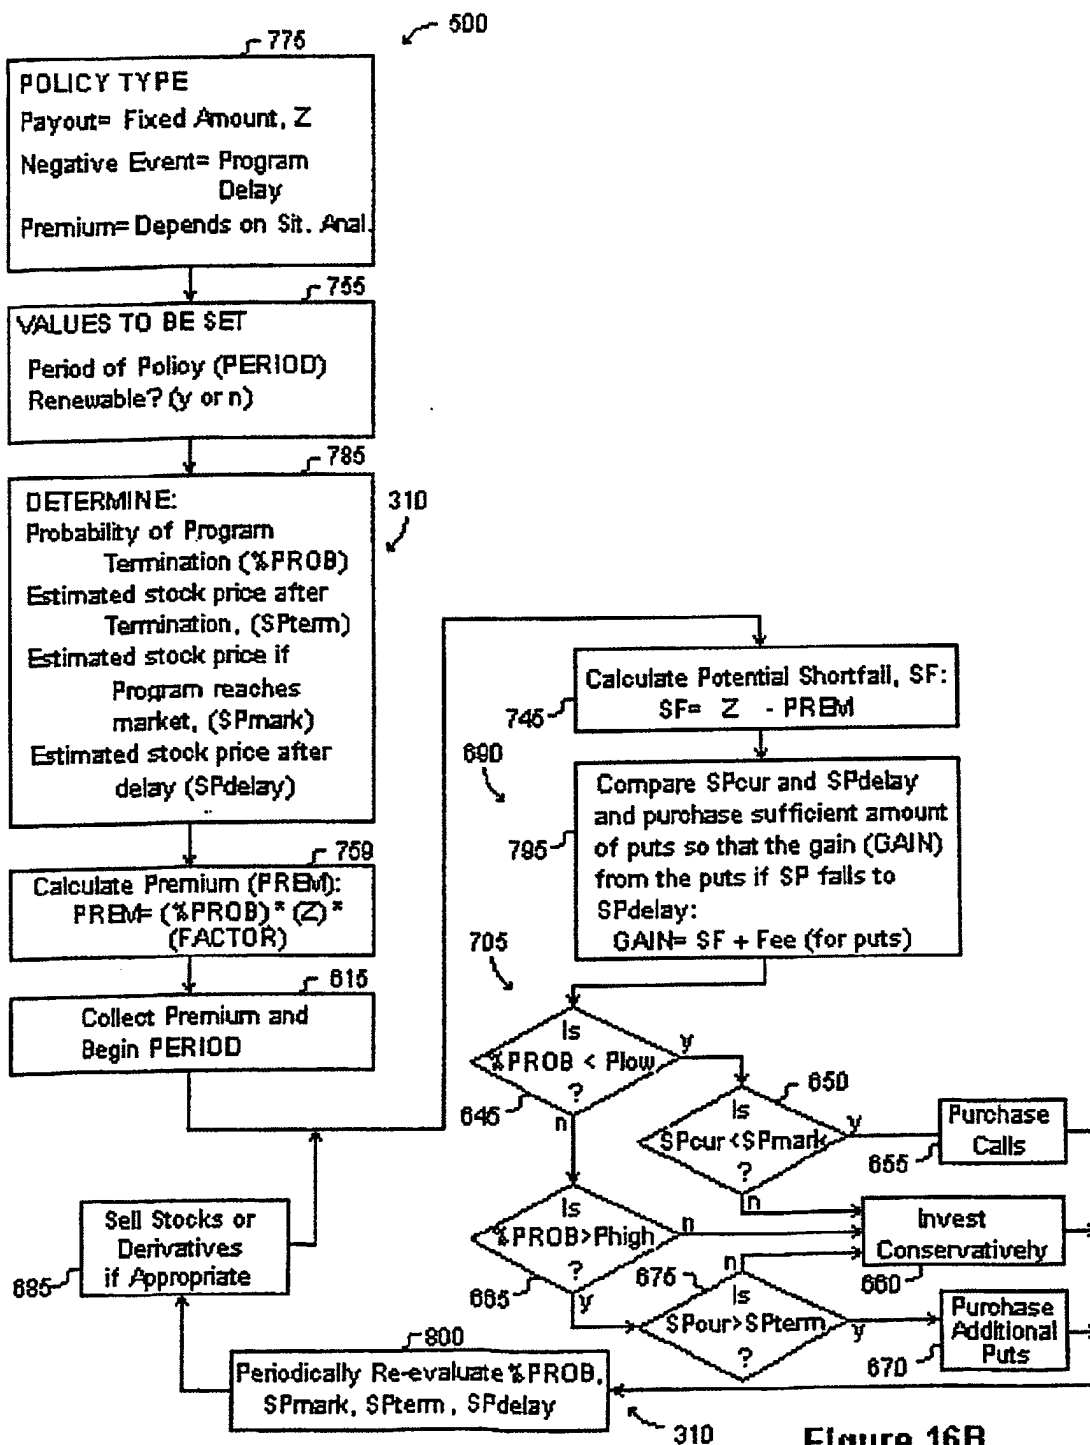 500
775
POLICY TYPE
Payout= Fixed Amount, Z
Negative Event= Program
Delay
Premium= Depends on Sit. Anal.
755
VALUES TO BE SET
Period of Policy (PERIOD)
Renewable? (y or n)
785
DETERMINE:
Probability of Program
Termination (%PROB)
Estimated stock price after
Termination, (SPterm)
Estimated stock price if
Program reaches
market, (SPmark)
Estimated stock price after
delay (SPdelay)
310
759
Calculate Premium (PREM):
PREM= (%PROB)* (Z)*
(FACTOR)
615
Collect Premium and
Begin PERIOD
Calculate Potential Shortfall, SF:
SF= Z - PREM
745
690
Compare SPcur and SPdelay
and purchase sufficient amount
of puts so that the gain (GAIN)
from the puts if SP falls to
SPdelay:
GAIN= SF + Fee (for puts)
795
705
Is
%PROB < Plow
?
645
y
n
650
Is
SPcur<SPmark
?
y
n
Purchase
Calls
655
Is
%PROB>Phigh
?
665
n
y
Invest
Conservatively
660
675
n
Is
SPcur>SPterm
?
y
Purchase
Additional
Puts
670
Sell Stocks or
Derivatives
if Appropriate
685
800
Periodically Re-evaluate %PROB,
SPmark, SPterm, SPdelay
310
Figure 16B